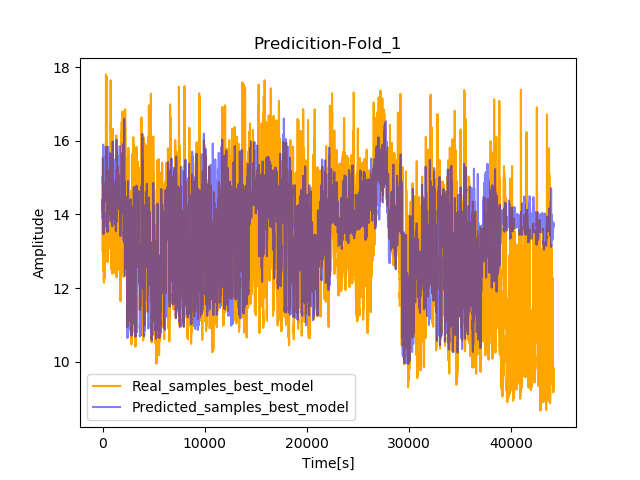 Predicition-Fold_1
18
16
14
12
10
Amplitude
Real_samples_best_model
Predicted_samples_best_model
0
10000
20000
30000
40000
Time[s]